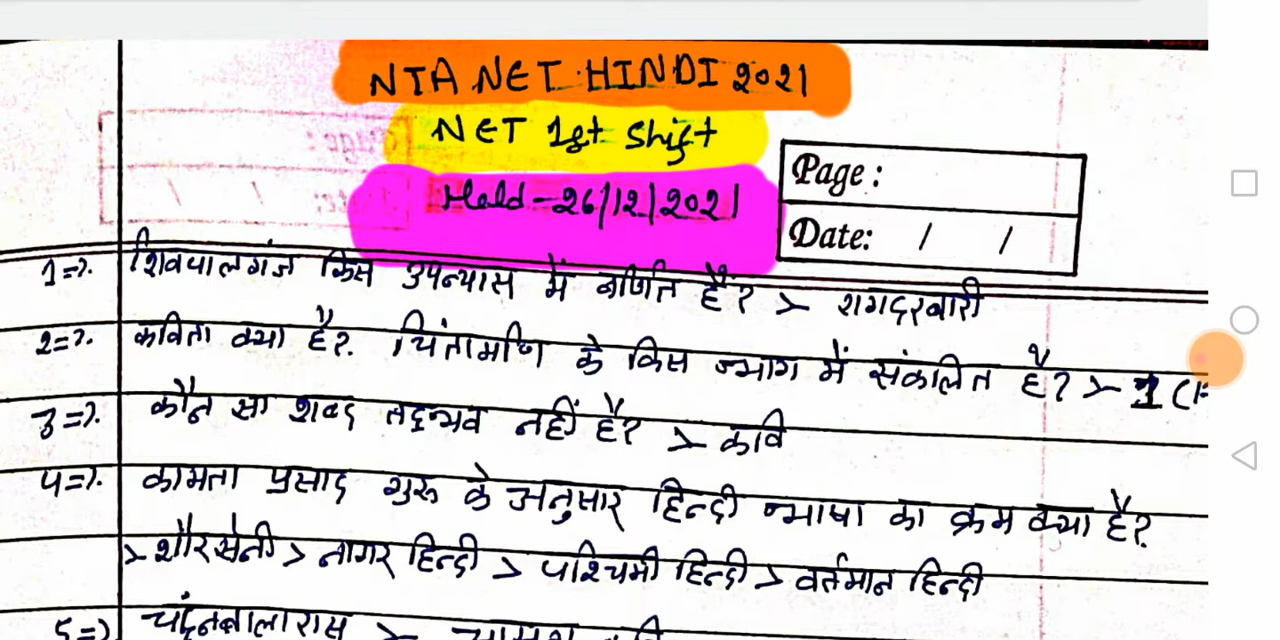 NTA NET HINDI 2021
NET 1st Shift
Held - 26/12/2021
Page :
Date: / /
1=>. शिवपालगंज किस उपन्यास में वर्णित है? > रागदरबारी
2=>. कविता क्या है? चिंतामणि के किस भाग में संकलित है? > 1 (
3=>. कौन सा शब्द तद्भव नहीं है? > कवि
4=>. कामता प्रसाद गुरु के अनुसार हिन्दी भाषा का क्रम क्या है?
> शौरसेनी > नागर हिन्दी > पश्चिमी हिन्दी > वर्तमान हिन्दी
5=> चंदनबालारास >